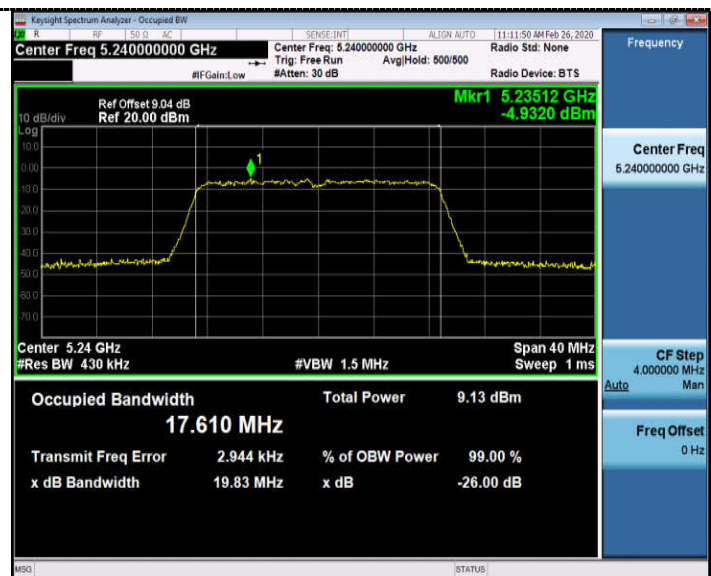 Keysight Spectrum Analyzer - Occupied BW
LXI R RF 50 Ω AC SENSE:INT ALIGN AUTO 11:11:50 AM Feb 26, 2020
Center Freq 5.240000000 GHz
Center Freq: 5.240000000 GHz
Radio Std: None
Trig: Free Run Avg|Hold: 500/500
#IFGain:Low
#Atten: 30 dB
Radio Device: BTS
Frequency
Ref Offset 9.04 dB
Mkr1 5.23512 GHz
10 dB/div Ref 20.00 dBm
-4.9320 dBm
Log
10.0
0.00
-10.0
-20.0
-30.0
-40.0
-50.0
-60.0
-70.0
1
Center 5.24 GHz
Span 40 MHz
#Res BW 430 kHz
#VBW 1.5 MHz
Sweep 1 ms
Occupied Bandwidth
17.610 MHz
Total Power 9.13 dBm
Transmit Freq Error 2.944 kHz
% of OBW Power 99.00 %
x dB Bandwidth 19.83 MHz
x dB -26.00 dB
Center Freq
5.240000000 GHz
CF Step
4.000000 MHz
Auto Man
Freq Offset
0 Hz
MSG
STATUS